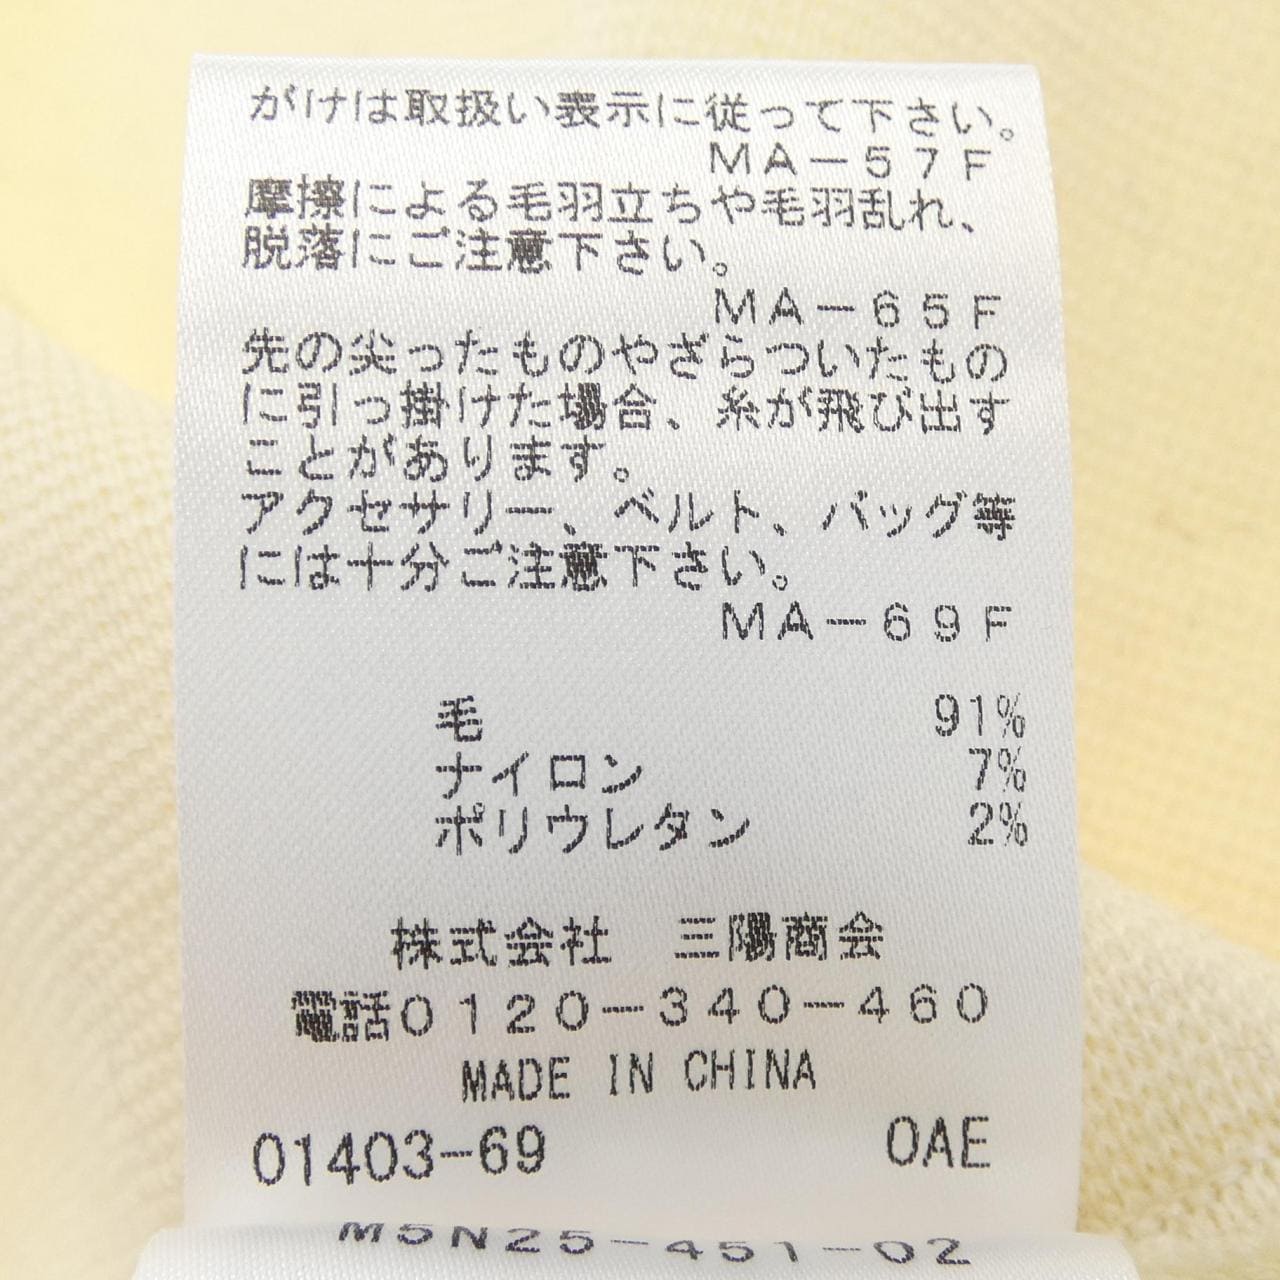 がけは取扱い表示に従って下さい。
MA-57F
摩擦による毛羽立ちや毛羽乱れ、
脱落にご注意下さい。
MA-65F
先の尖ったものやざらついたもの
に引っ掛けた場合、糸が飛び出す
ことがあります。
アクセサリー、ベルト、バッグ等
には十分ご注意下さい。
MA-69F
毛 91%
ナイロン 7%
ポリウレタン 2%
株式会社 三陽商会
電話0120-340-460
MADE IN CHINA
01403-69 OAE
M5N25-451-02